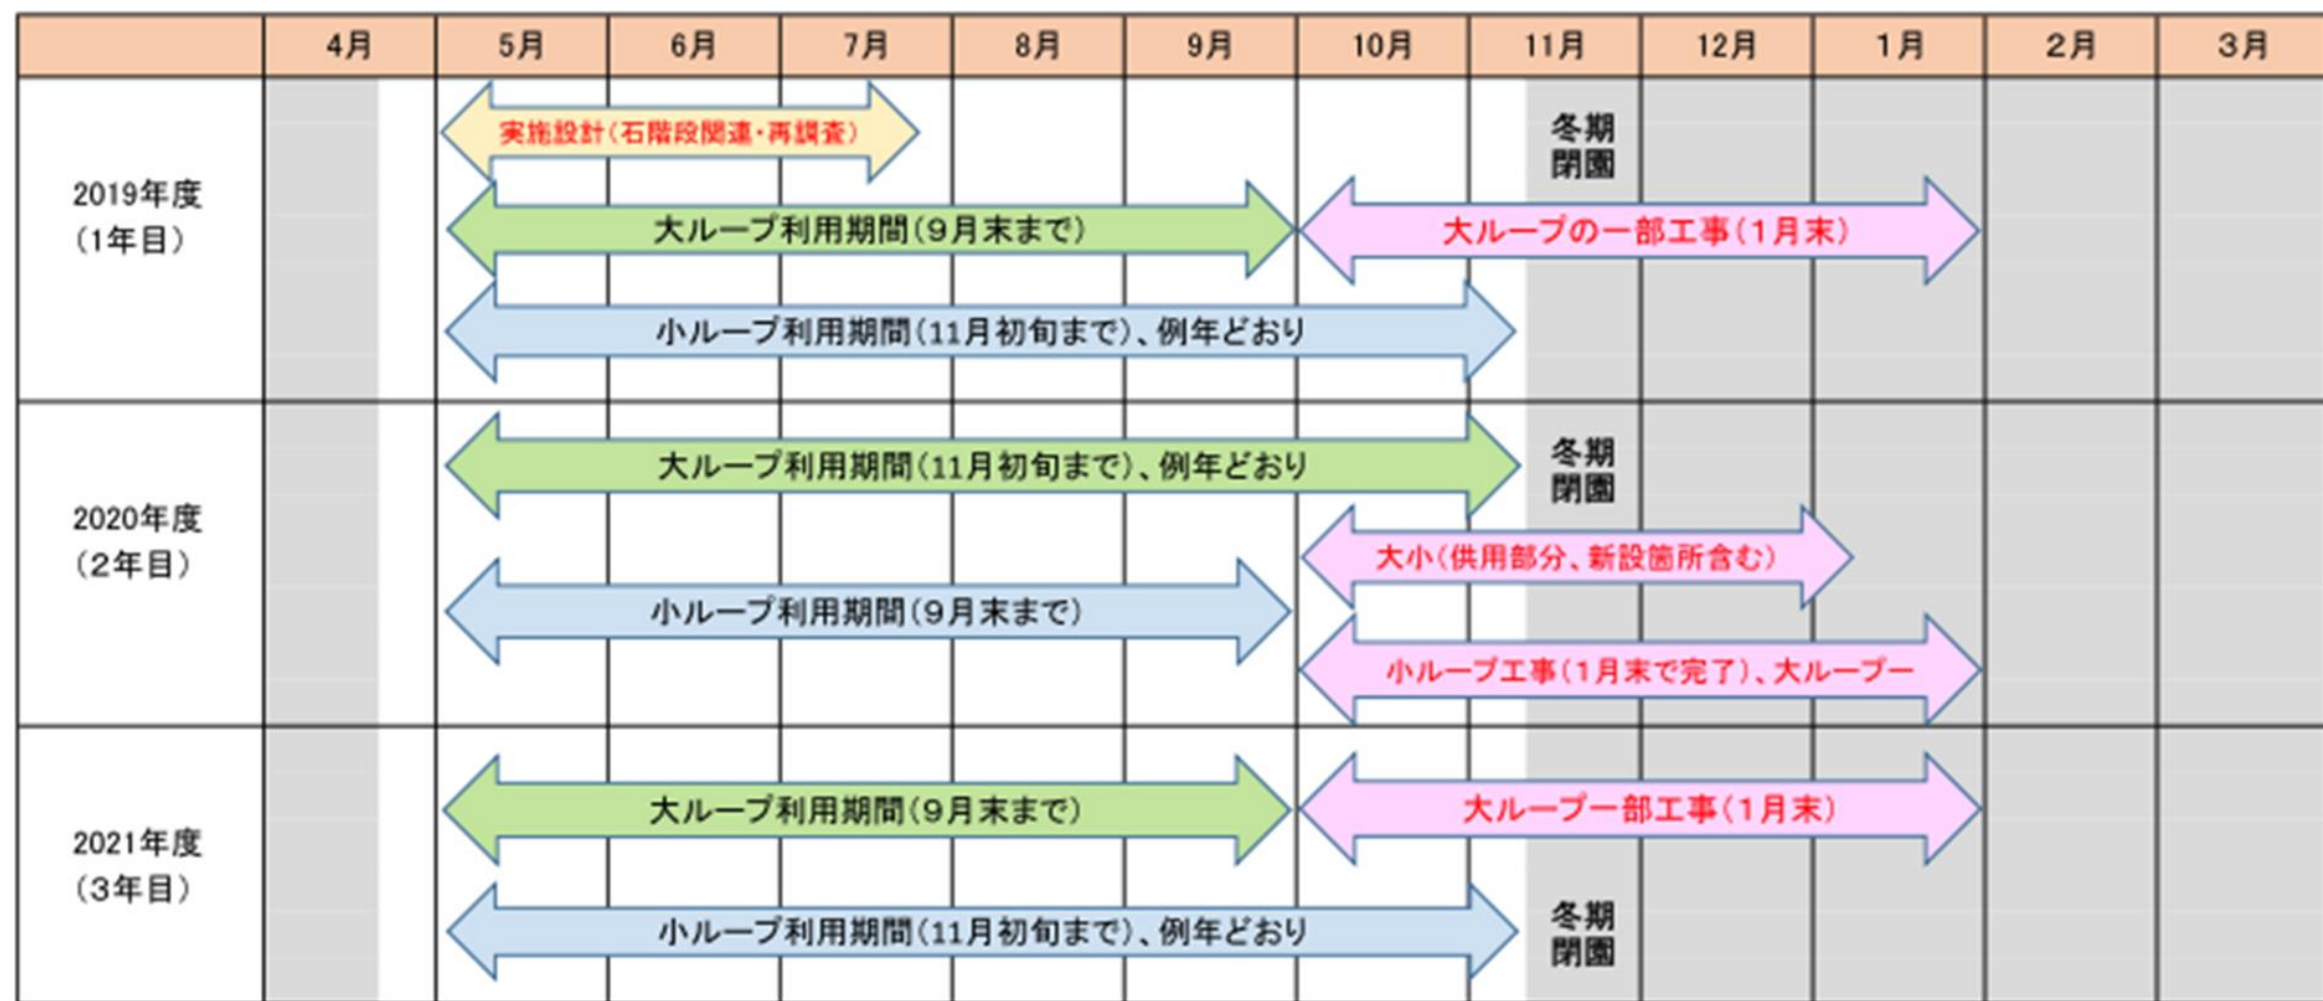 4月 5月 6月 7月 8月 9月 10月 11月 12月 1月 2月 3月
2019年度
(1年目)
実施設計(石階段関連・再調査)
冬期
閉園
大ループ利用期間(9月末まで)
大ループの一部工事(1月末)
小ループ利用期間(11月初旬まで)、例年どおり
2020年度
(2年目)
大ループ利用期間(11月初旬まで)、例年どおり
冬期
閉園
大小(供用部分、新設箇所含む)
小ループ利用期間(9月末まで)
小ループ工事(1月末で完了)、大ループ一
2021年度
(3年目)
大ループ利用期間(9月末まで)
大ループ一部工事(1月末)
小ループ利用期間(11月初旬まで)、例年どおり
冬期
閉園